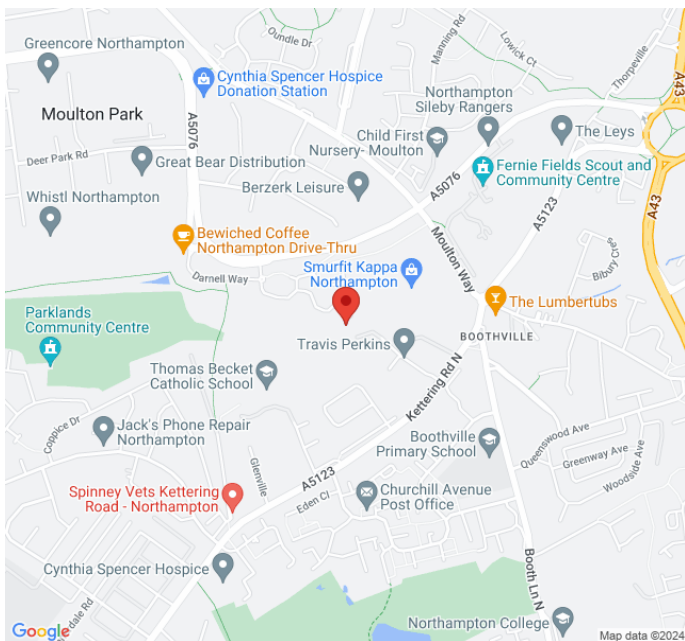 Oundle Dr
Manning Rd
Lowick Ct
Thorpeville
A43
Greencore Northampton
Cynthia Spencer Hospice
Donation Station
Northampton
Sileby Rangers
Moulton Park
A5076
Child First
Nursery- Moulton
The Leys
Deer Park Rd
Great Bear Distribution
Berzerk Leisure
A5076
Fernie Fields Scout and
Community Centre
Whistl Northampton
A5123
A43
Bewiched Coffee
Northampton Drive-Thru
Moulton Way
Bibury Cres
Darnell Way
Smurfit Kappa
Northampton
The Lumbertubs
Parklands
Community Centre
Travis Perkins
BOOTHVILLE
Thomas Becket
Catholic School
Kettering Rd N
Coppice Dr
Jack's Phone Repair
Northampton
Boothville
Primary School
Queenswood Ave
Greenway Ave
Woodside Ave
Glenville
A5123
Spinney Vets Kettering
Road - Northampton
Eden Cl
Churchill Avenue
Post Office
Cynthia Spencer Hospice
Booth Ln N
Northampton College
Google
Map data ©2024